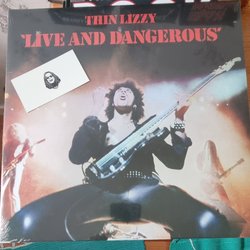 THIN LIZZY
'LIVE AND DANGEROUS'